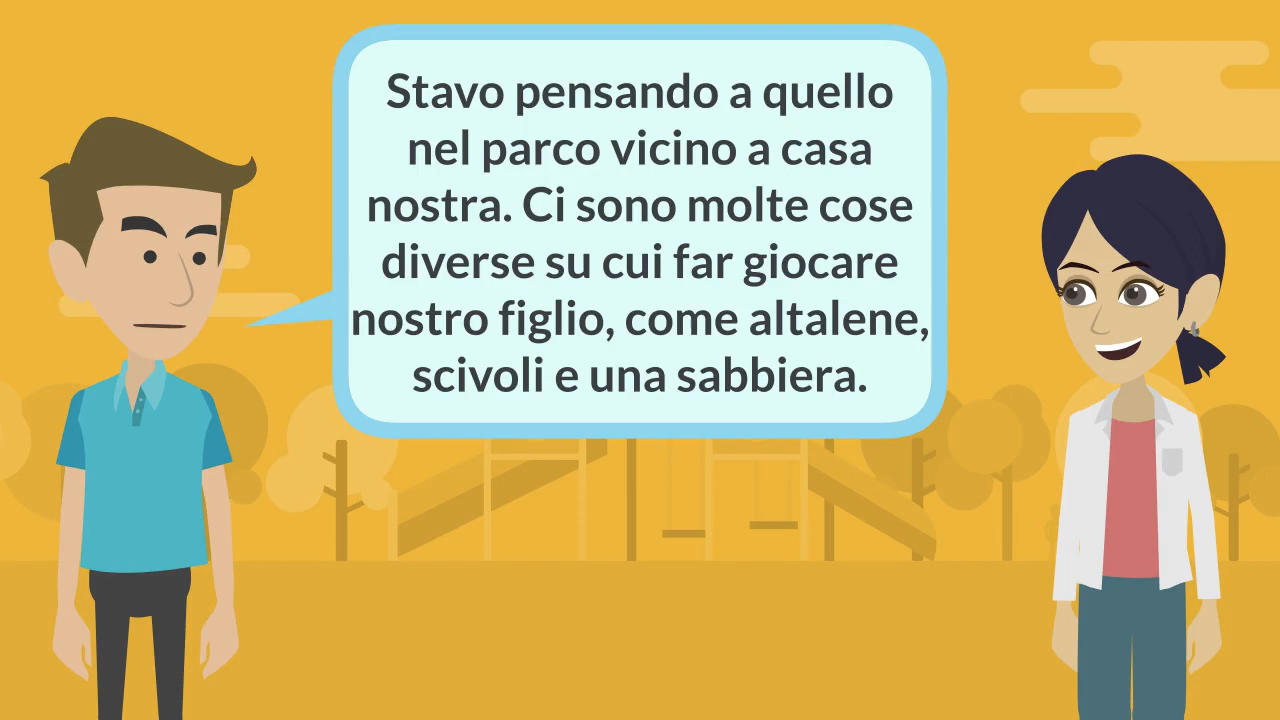 Stavo pensando a quello
nel parco vicino a casa
nostra. Ci sono molte cose
diverse su cui far giocare
nostro figlio, come altalene,
scivoli e una sabbiera.